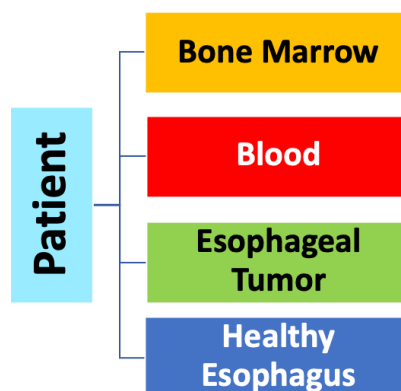 Patient
Bone Marrow
Blood
Esophageal
Tumor
Healthy
Esophagus